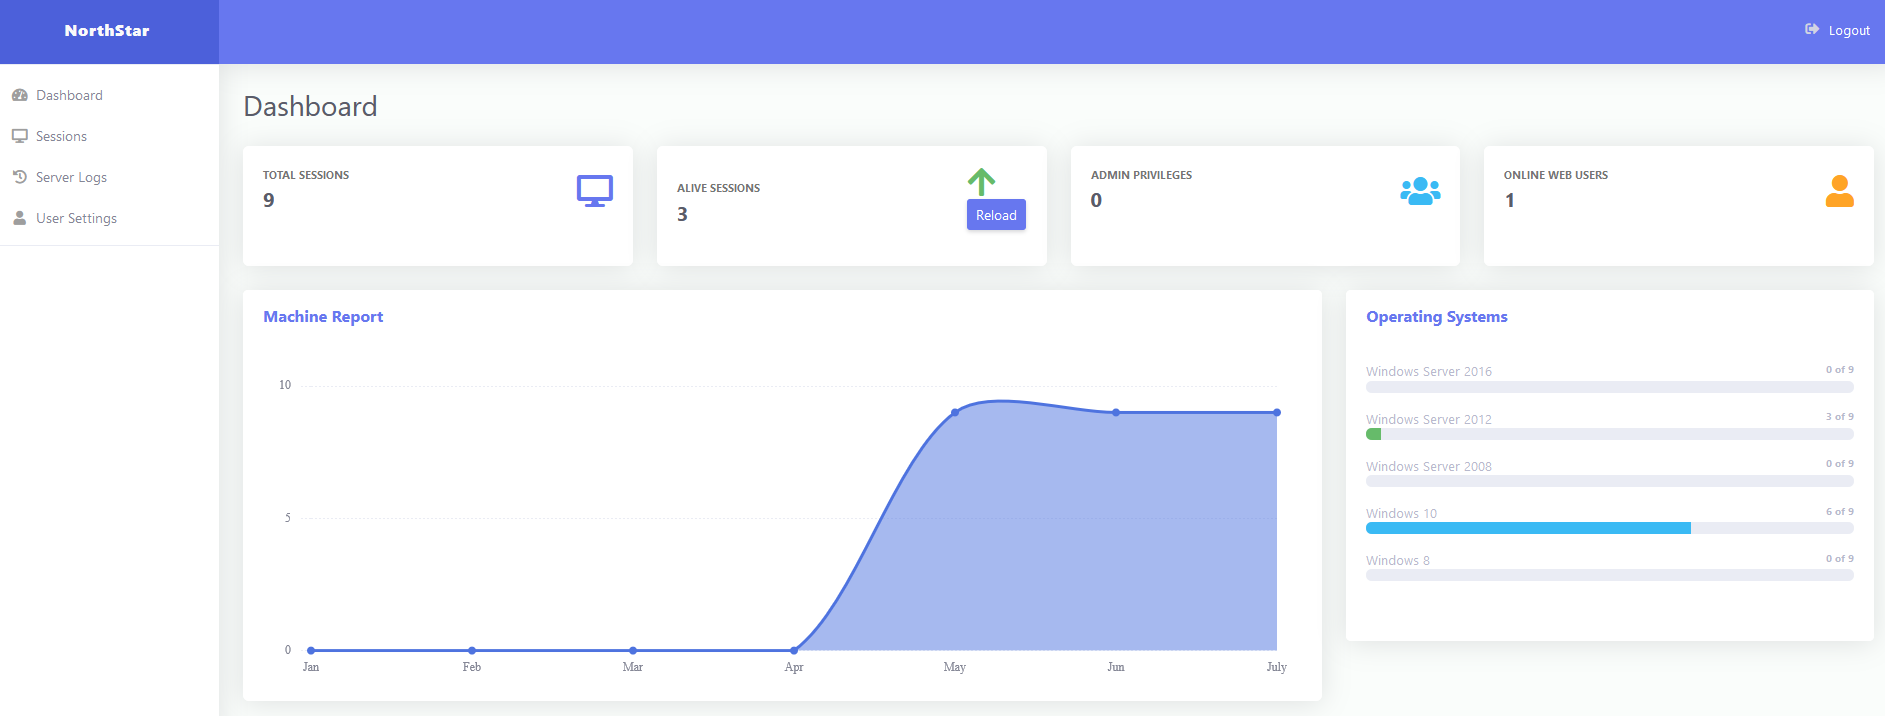 NorthStar
Logout
Dashboard
Sessions
Server Logs
User Settings
Dashboard
TOTAL SESSIONS
9
ALIVE SESSIONS
3
Reload
ADMIN PRIVILEGES
0
ONLINE WEB USERS
1
Machine Report
10
5
0
Jan Feb Mar Apr May Jun July
Operating Systems
Windows Server 2016 0 of 9
Windows Server 2012 3 of 9
Windows Server 2008 0 of 9
Windows 10 6 of 9
Windows 8 0 of 9